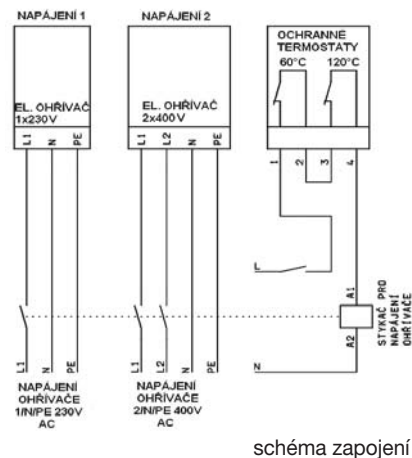 NAPÁJENÍ 1
EL. OHŘÍVAČ
1x230V
L1
N
PE
L1
N
PE
NAPÁJENÍ
OHŘÍVAČE
1/N/PE 230V
AC
NAPÁJENÍ 2
EL. OHŘÍVAČ
2x400V
L1
L2
N
PE
L1
L2
N
PE
NAPÁJENÍ
OHŘÍVAČE
2/N/PE 400V
AC
OCHRANNÉ
TERMOSTATY
60°C
120°C
1
2
3
4
L
A1
A2
N
STYKAČ PRO
NAPÁJENÍ
OHŘÍVAČE
schéma zapojení